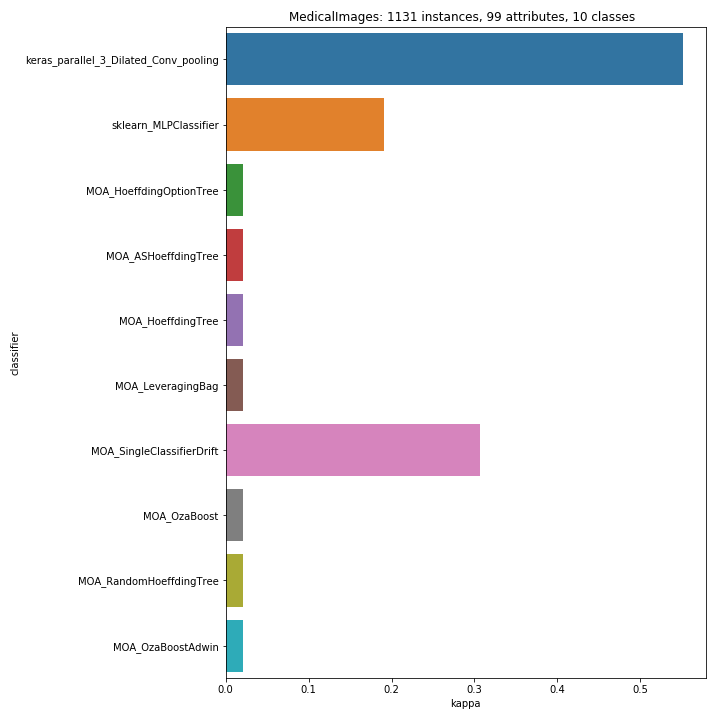 MedicalImages: 1131 instances, 99 attributes, 10 classes
classifier
keras_parallel_3_Dilated_Conv_pooling
sklearn_MLPClassifier
MOA_HoeffdingOptionTree
MOA_ASHoeffdingTree
MOA_HoeffdingTree
MOA_LeveragingBag
MOA_SingleClassifierDrift
MOA_OzaBoost
MOA_RandomHoeffdingTree
MOA_OzaBoostAdwin
0.0 0.1 0.2 0.3 0.4 0.5
kappa